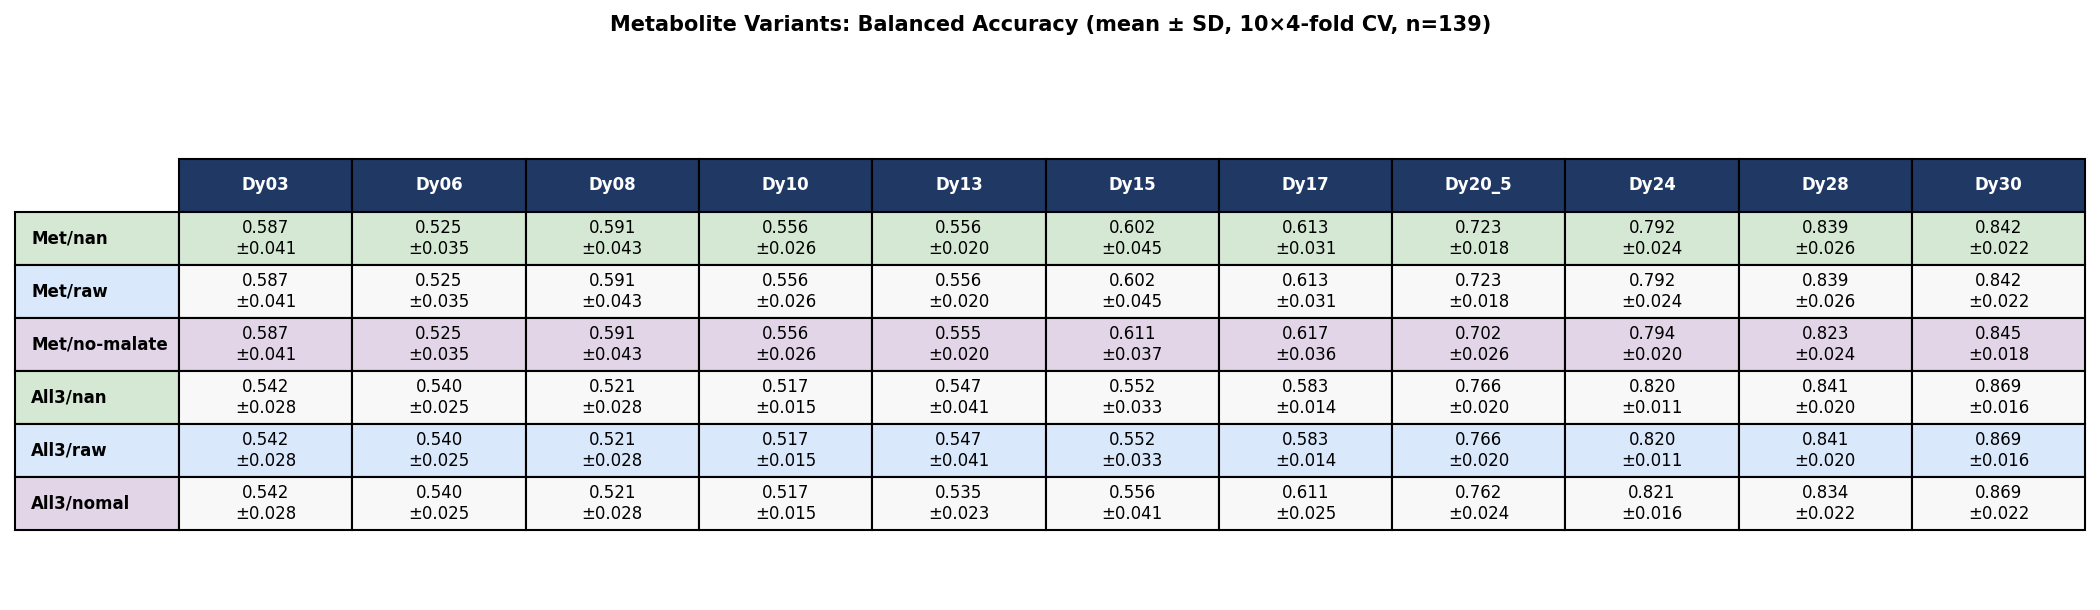 Metabolite Variants: Balanced Accuracy (mean ± SD, 10×4-fold CV, n=139)
Dy03 Dy06 Dy08 Dy10 Dy13 Dy15 Dy17 Dy20_5 Dy24 Dy28 Dy30
Met/nan 0.587 ±0.041 0.525 ±0.035 0.591 ±0.043 0.556 ±0.026 0.556 ±0.020 0.602 ±0.045 0.613 ±0.031 0.723 ±0.018 0.792 ±0.024 0.839 ±0.026 0.842 ±0.022
Met/raw 0.587 ±0.041 0.525 ±0.035 0.591 ±0.043 0.556 ±0.026 0.556 ±0.020 0.602 ±0.045 0.613 ±0.031 0.723 ±0.018 0.792 ±0.024 0.839 ±0.026 0.842 ±0.022
Met/no-malate 0.587 ±0.041 0.525 ±0.035 0.591 ±0.043 0.556 ±0.026 0.555 ±0.020 0.611 ±0.037 0.617 ±0.036 0.702 ±0.026 0.794 ±0.020 0.823 ±0.024 0.845 ±0.018
All3/nan 0.542 ±0.028 0.540 ±0.025 0.521 ±0.028 0.517 ±0.015 0.547 ±0.041 0.552 ±0.033 0.583 ±0.014 0.766 ±0.020 0.820 ±0.011 0.841 ±0.020 0.869 ±0.016
All3/raw 0.542 ±0.028 0.540 ±0.025 0.521 ±0.028 0.517 ±0.015 0.547 ±0.041 0.552 ±0.033 0.583 ±0.014 0.766 ±0.020 0.820 ±0.011 0.841 ±0.020 0.869 ±0.016
All3/nomal 0.542 ±0.028 0.540 ±0.025 0.521 ±0.028 0.517 ±0.015 0.535 ±0.023 0.556 ±0.041 0.611 ±0.025 0.762 ±0.024 0.821 ±0.016 0.834 ±0.022 0.869 ±0.022